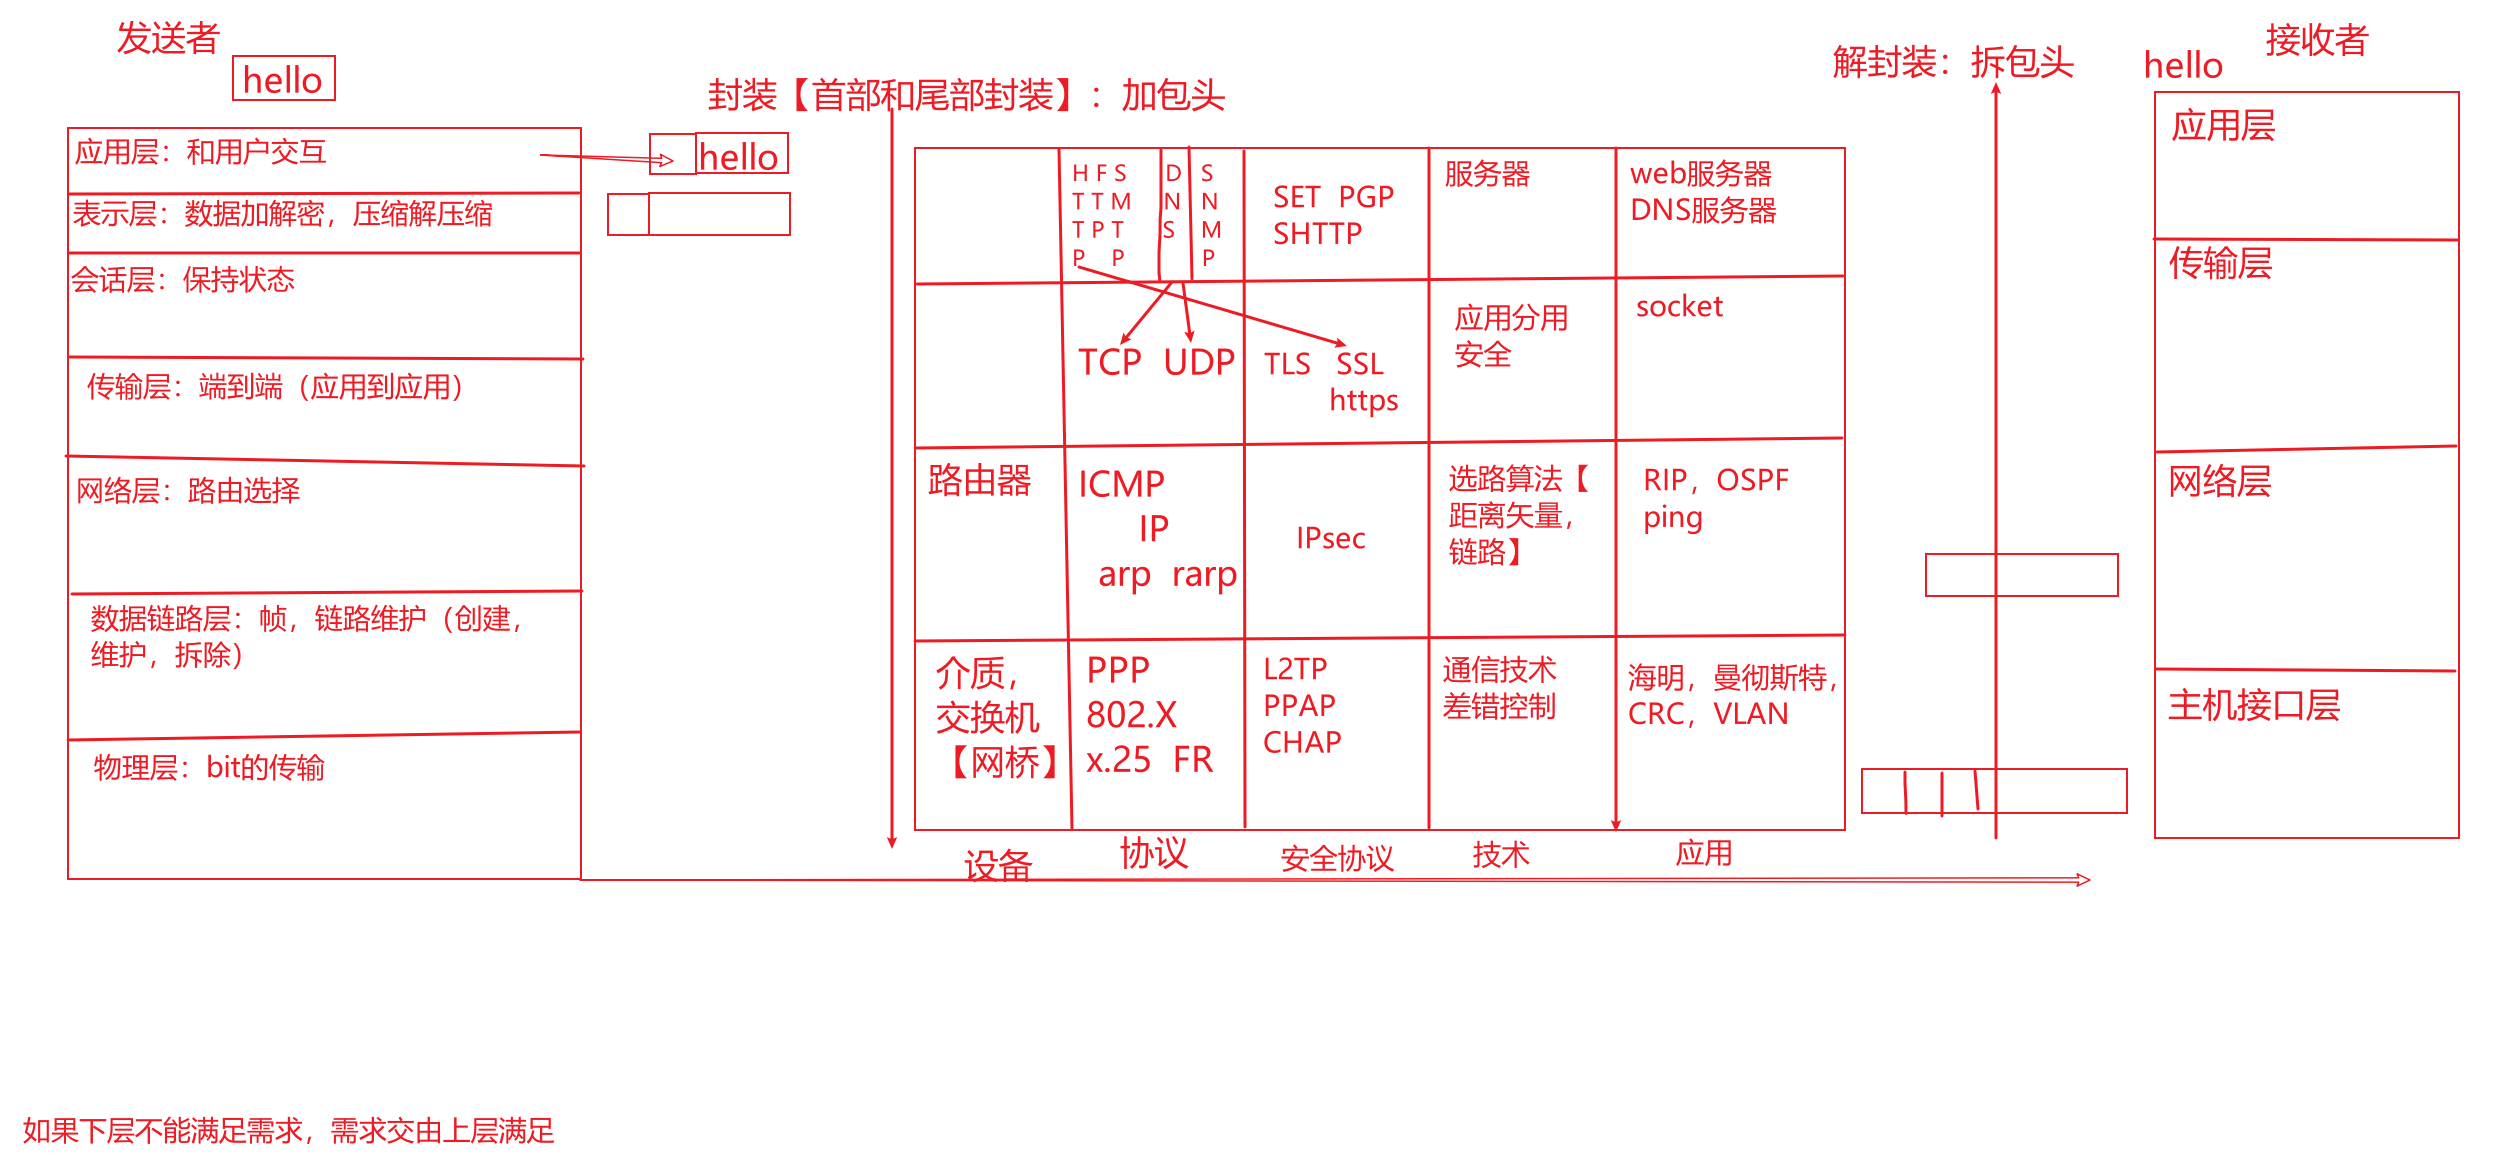 发送者
hello
应用层：和用户交互
表示层：数据加解密，压缩解压缩
会话层：保持状态
传输层：端到端（应用到应用）
网络层：路由选择
数据链路层：帧，链路维护（创建，
维护，拆除）
物理层：bit的传输
hello
封装【首部和尾部封装】：加包头
H F S
T T M
T P T
P P
D
N
S
S
N
M
P
SET PGP
SHTTP
服务器
web服务器
DNS服务器
TCP UDP
TLS SSL
https
应用分用
安全
socket
路由器
ICMP
IP
arp rarp
IPsec
选路算法【
距离矢量，
链路】
RIP，OSPF
ping
介质，
交换机
【网桥】
PPP
802.X
x.25 FR
L2TP
PPAP
CHAP
通信技术
差错控制
海明，曼彻斯特，
CRC，VLAN
设备
协议
安全协议
技术
应用
解封装：拆包头
hello
接收者
应用层
传输层
网络层
主机接口层
如果下层不能满足需求，需求交由上层满足